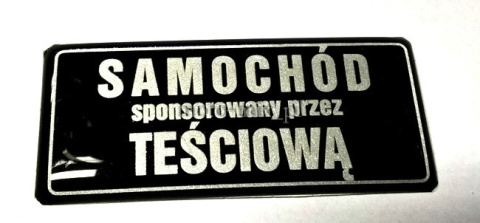 SAMOCHÓD
sponsorowany przez
TEŚCIOWĄ